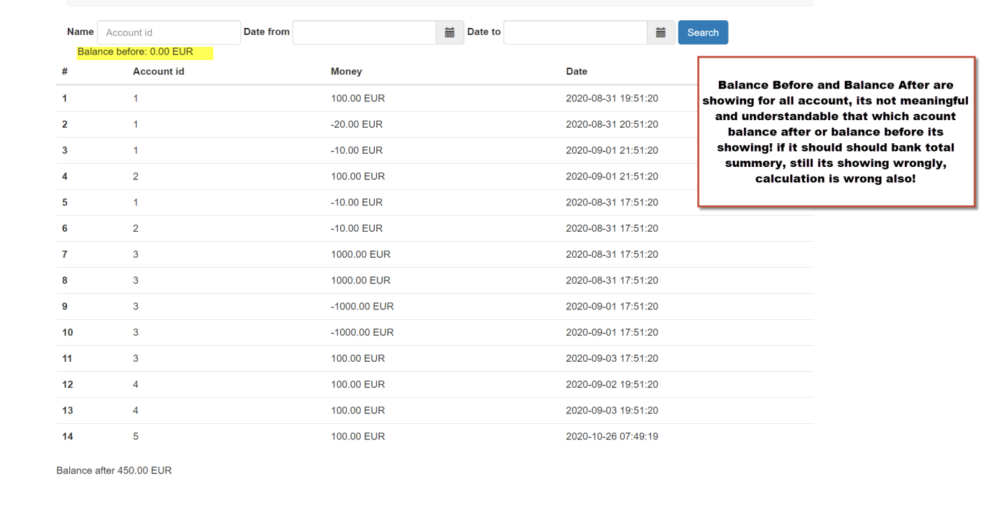 Name Account id Date from Date to Search
Balance before: 0.00 EUR
# Account id Money Date
1 1 100.00 EUR 2020-08-31 19:51:20
2 1 -20.00 EUR 2020-08-31 20:51:20
3 1 -10.00 EUR 2020-09-01 21:51:20
4 2 100.00 EUR 2020-09-01 21:51:20
5 1 -10.00 EUR 2020-08-31 17:51:20
6 2 -10.00 EUR 2020-08-31 17:51:20
7 3 1000.00 EUR 2020-08-31 17:51:20
8 3 1000.00 EUR 2020-08-31 17:51:20
9 3 -1000.00 EUR 2020-09-01 17:51:20
10 3 -1000.00 EUR 2020-09-01 17:51:20
11 3 100.00 EUR 2020-09-03 17:51:20
12 4 100.00 EUR 2020-09-02 19:51:20
13 4 100.00 EUR 2020-09-03 19:51:20
14 5 100.00 EUR 2020-10-26 07:49:19
Balance after 450.00 EUR
Balance Before and Balance After are
showing for all account, its not meaningful
and understandable that which acount
balance after or balance before its
showing! if it should should bank total
summery, still its showing wrongly,
calculation is wrong also!